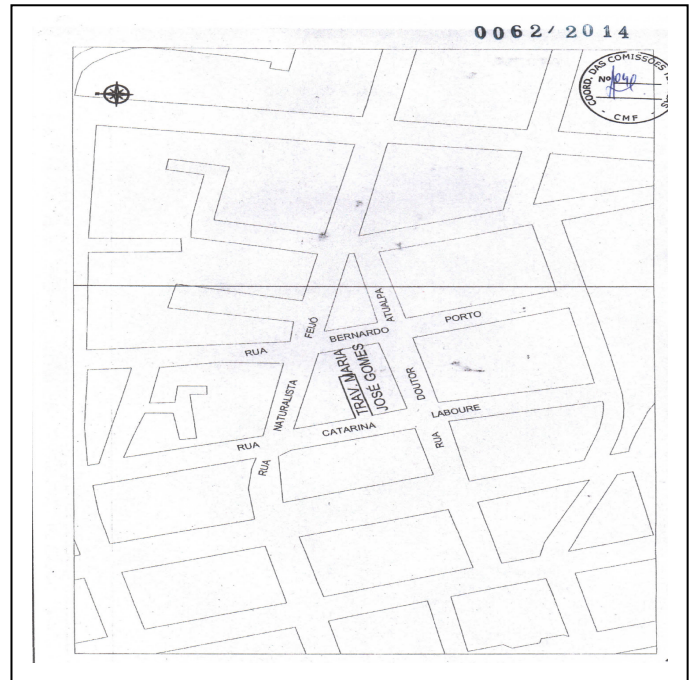 0062/2014
COORD. DAS COMISSÕES
Nº
CMF
ATUALPA
FEIJÓ
RUA BERNARDO PORTO
TRAV. MARIA
JOSÉ GOMES
NATURALISTA
DOUTOR
RUA CATARINA LABOURE
RUA
RUA